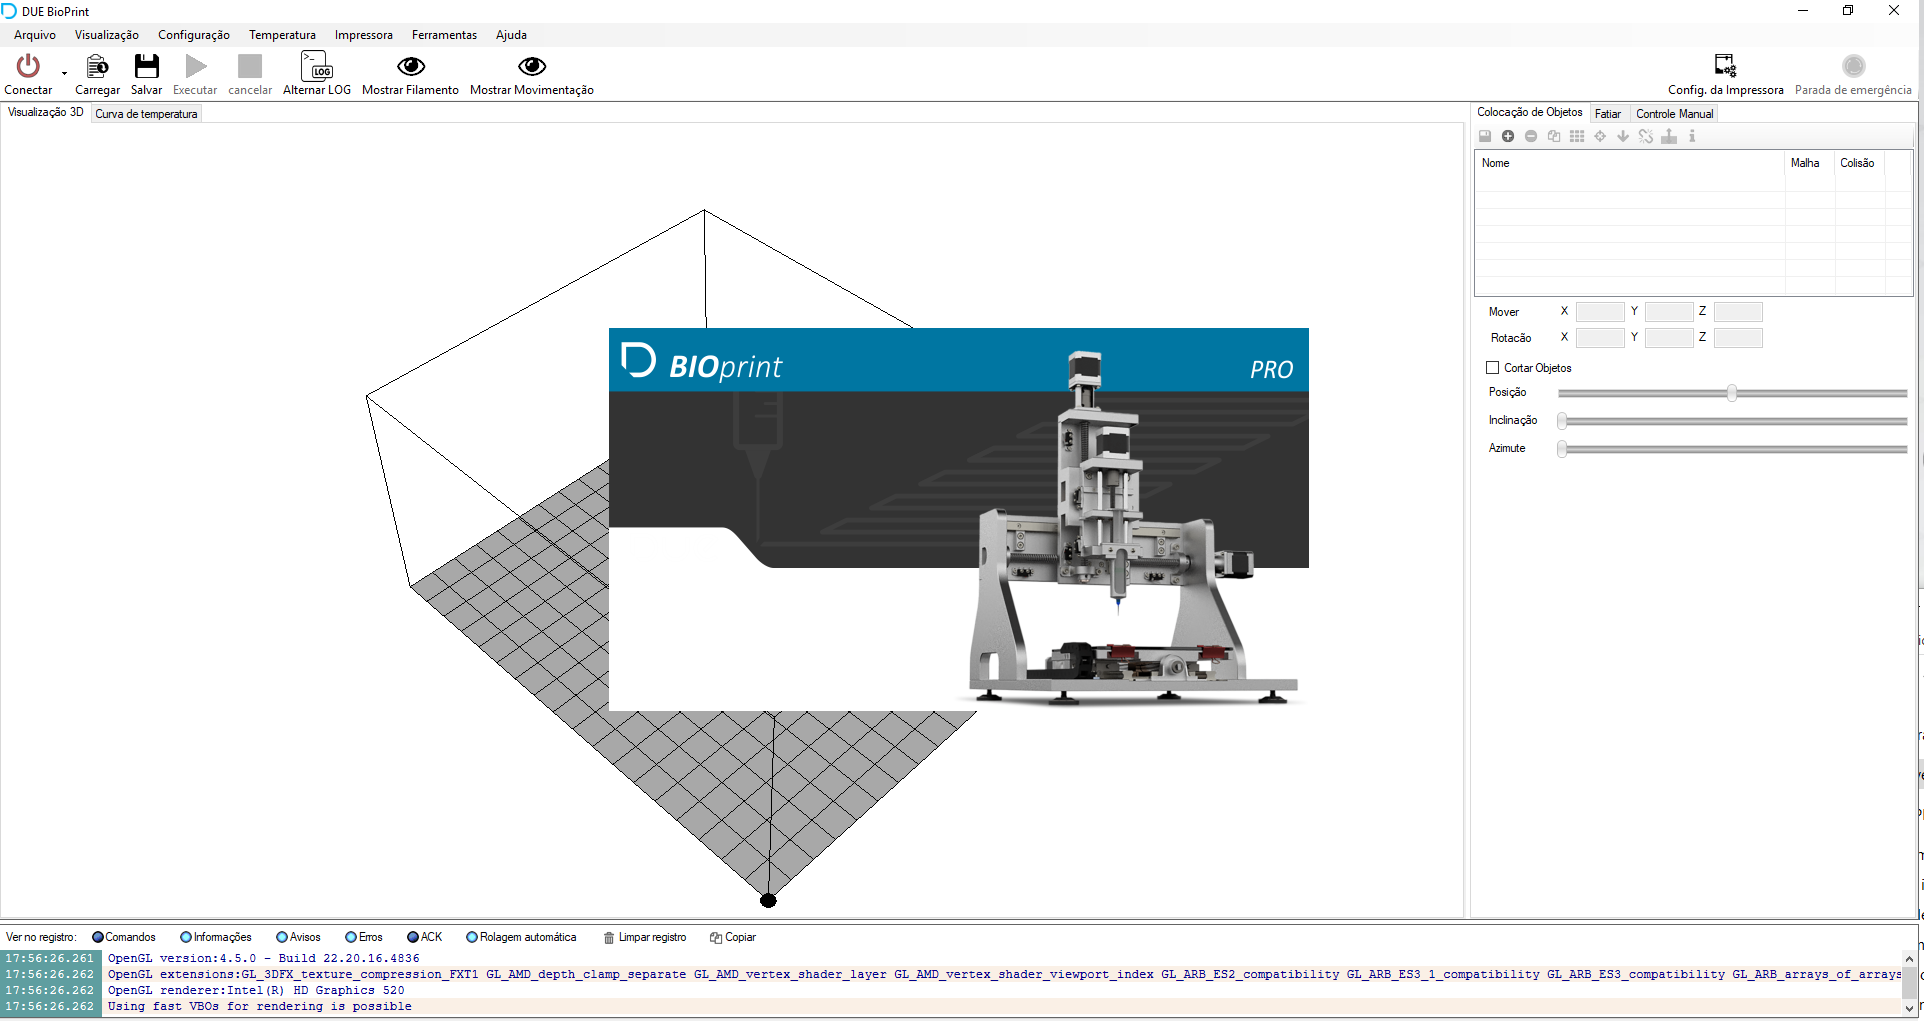 DUE BioPrint
Arquivo Visualização Configuração Temperatura Impressora Ferramentas Ajuda
Conectar Carregar Salvar Executar cancelar Alternar LOG Mostrar Filamento Mostrar Movimentação Config. da Impressora Parada de emergência
>_ LOG
Visualização 3D Curva de temperatura
Colocação de Objetos Fatiar Controle Manual
Nome Malha Colisão
Mover X Y Z
Rotacão X Y Z
Cortar Objetos
Posição
Inclinação
Azimute
BIOprint PRO
Ver no registro: Comandos Informações Avisos Erros ACK Rolagem automática Limpar registro Copiar
17:56:26.261 OpenGL version:4.5.0 - Build 22.20.16.4836
17:56:26.262 OpenGL extensions:GL_3DFX_texture_compression_FXT1 GL_AMD_depth_clamp_separate GL_AMD_vertex_shader_layer GL_AMD_vertex_shader_viewport_index GL_ARB_ES2_compatibility GL_ARB_ES3_1_compatibility GL_ARB_ES3_compatibility GL_ARB_arrays_of_arrays
17:56:26.262 OpenGL renderer:Intel(R) HD Graphics 520
17:56:26.262 Using fast VBOs for rendering is possible